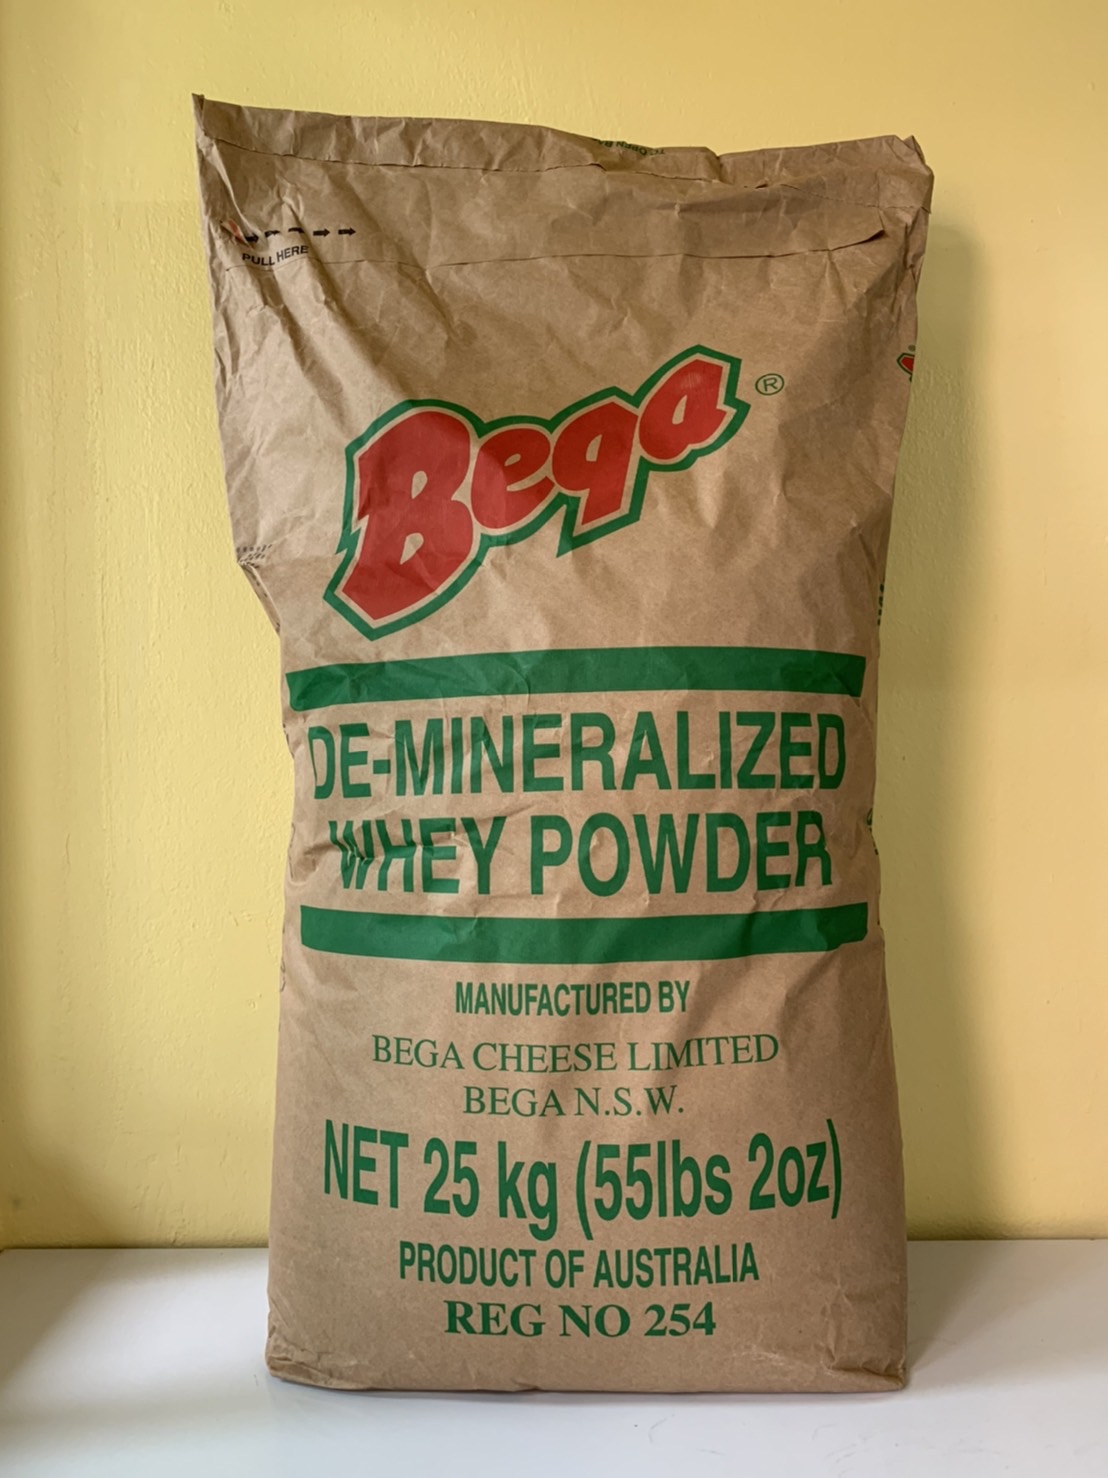 PULL HERE
Bega ®
DE-MINERALIZED
WHEY POWDER
MANUFACTURED BY
BEGA CHEESE LIMITED
BEGA N.S.W.
NET 25 kg (55lbs 2oz)
PRODUCT OF AUSTRALIA
REG NO 254